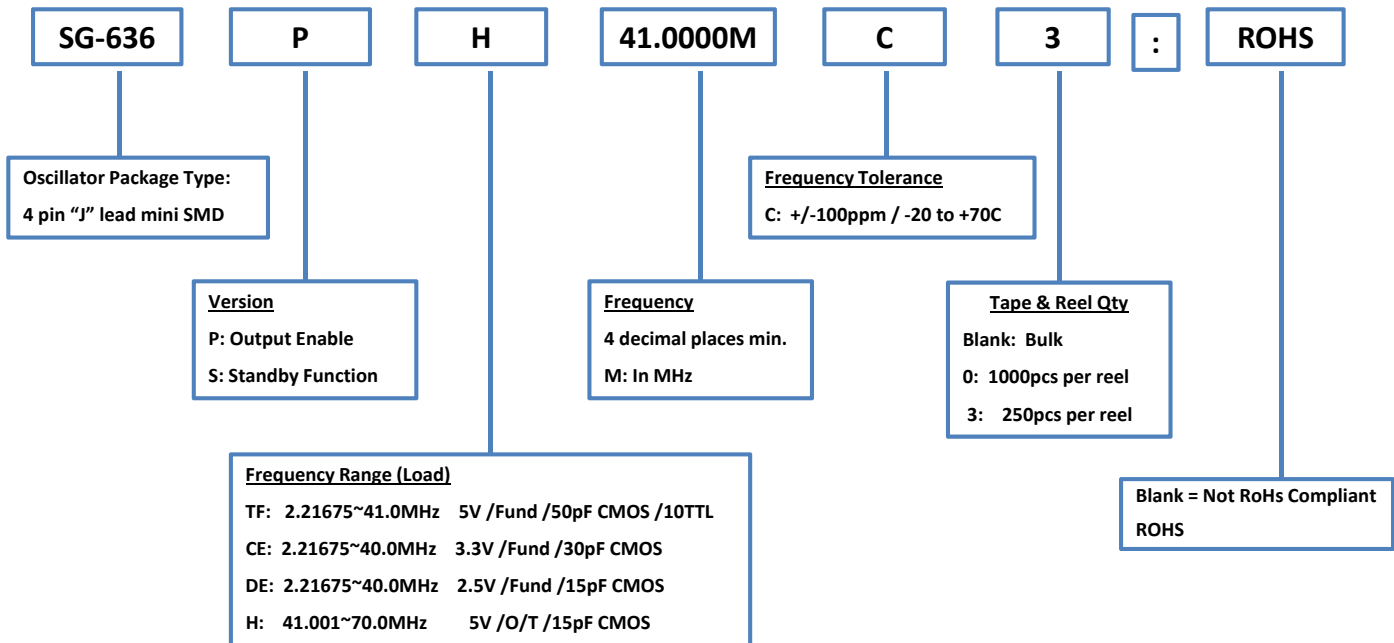 SG-636 P H 41.0000M C 3 : ROHS
Oscillator Package Type:
4 pin “J” lead mini SMD
Frequency Tolerance
C: +/-100ppm / -20 to +70C
Version
P: Output Enable
S: Standby Function
Frequency
4 decimal places min.
M: In MHz
Tape & Reel Qty
Blank: Bulk
0: 1000pcs per reel
3: 250pcs per reel
Frequency Range (Load)
TF: 2.21675~41.0MHz 5V /Fund /50pF CMOS /10TTL
CE: 2.21675~40.0MHz 3.3V /Fund /30pF CMOS
DE: 2.21675~40.0MHz 2.5V /Fund /15pF CMOS
H: 41.001~70.0MHz 5V /O/T /15pF CMOS
Blank = Not RoHs Compliant
ROHS